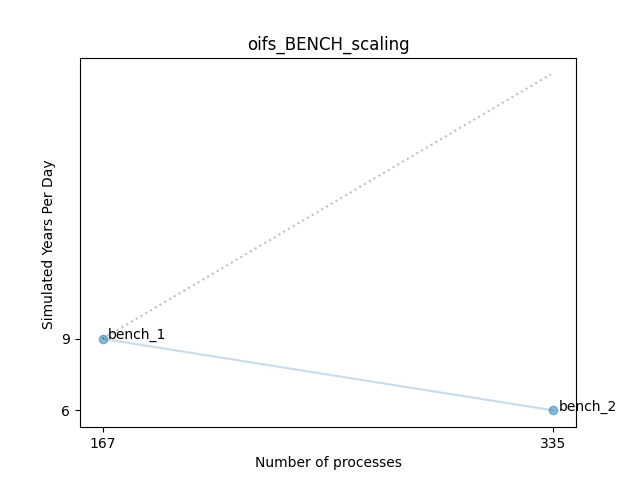 oifs_BENCH_scaling
Simulated Years Per Day
9
6
bench_1
bench_2
167
335
Number of processes